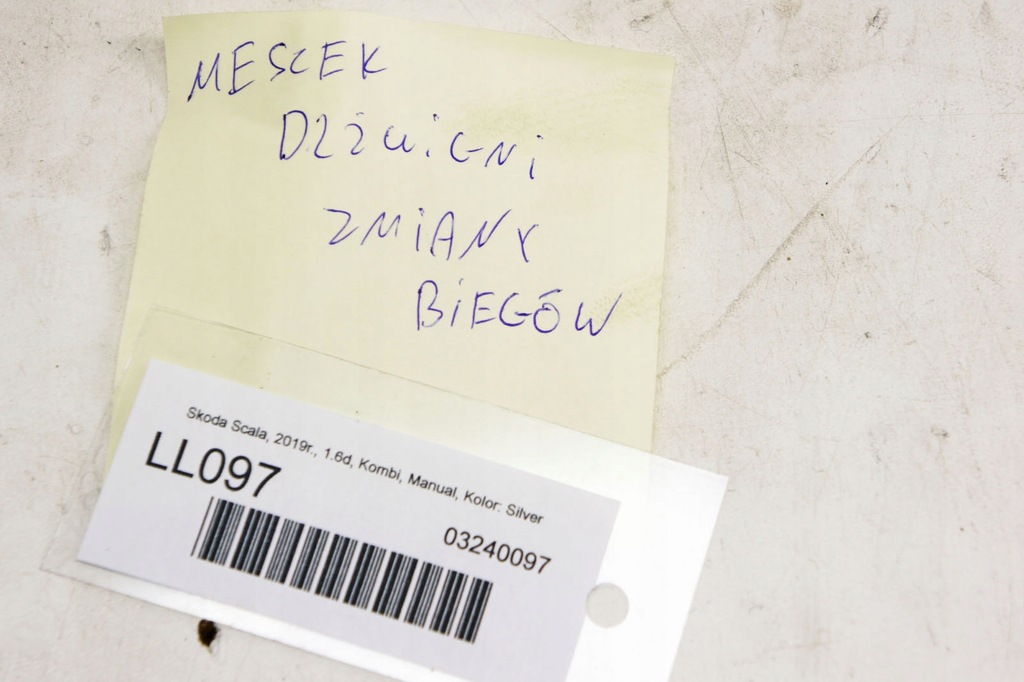 MESCEK
DŹWIGNI
ZMIANY
BIEGÓW
Skoda Scala, 2019r., 1.6d, Kombi, Manual, Kolor: Silver
LL097
03240097